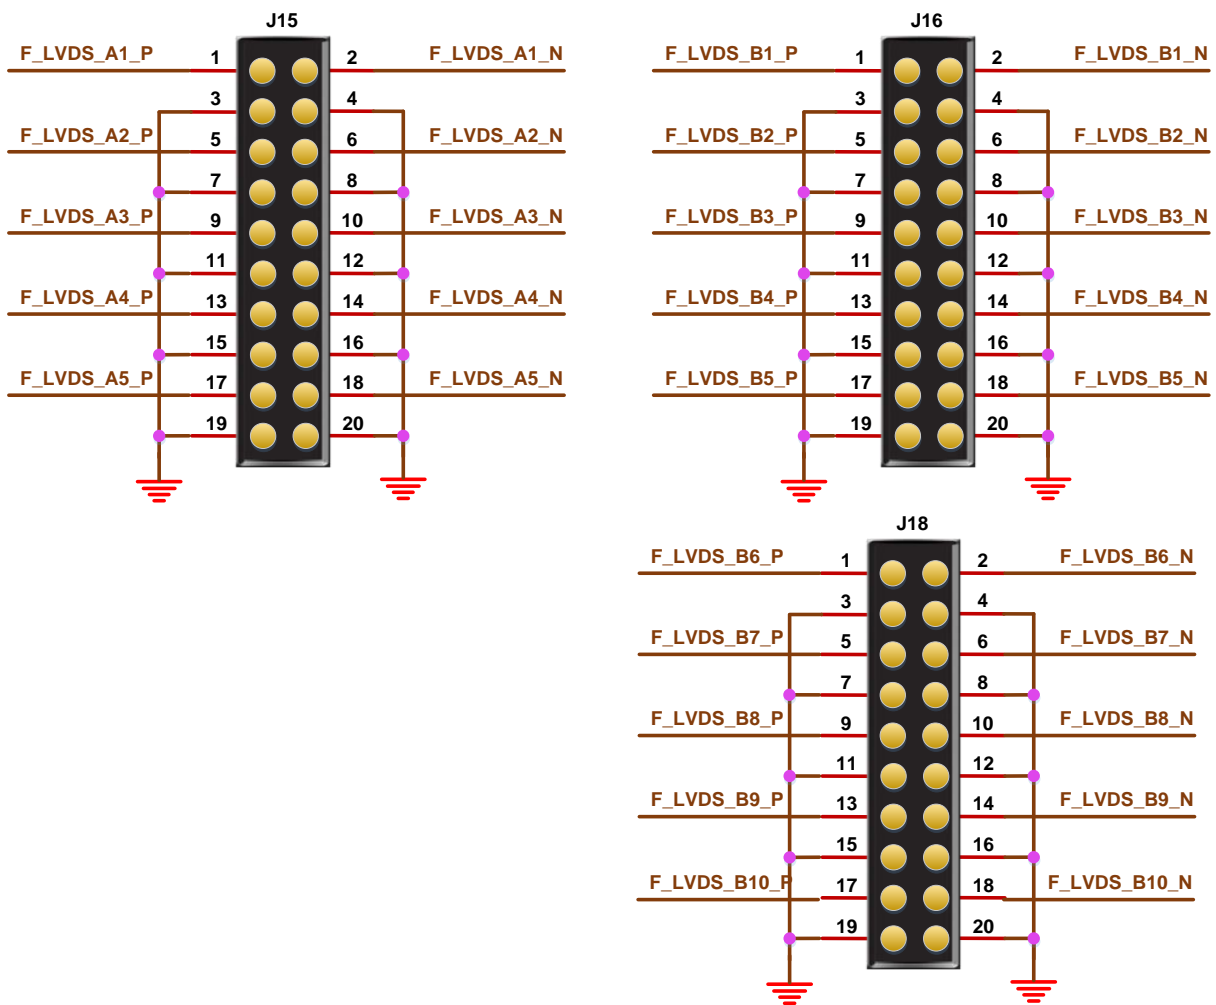 J15
F_LVDS_A1_P 1 2 F_LVDS_A1_N
3 4
F_LVDS_A2_P 5 6 F_LVDS_A2_N
7 8
F_LVDS_A3_P 9 10 F_LVDS_A3_N
11 12
F_LVDS_A4_P 13 14 F_LVDS_A4_N
15 16
F_LVDS_A5_P 17 18 F_LVDS_A5_N
19 20
J16
F_LVDS_B1_P 1 2 F_LVDS_B1_N
3 4
F_LVDS_B2_P 5 6 F_LVDS_B2_N
7 8
F_LVDS_B3_P 9 10 F_LVDS_B3_N
11 12
F_LVDS_B4_P 13 14 F_LVDS_B4_N
15 16
F_LVDS_B5_P 17 18 F_LVDS_B5_N
19 20
J18
F_LVDS_B6_P 1 2 F_LVDS_B6_N
3 4
F_LVDS_B7_P 5 6 F_LVDS_B7_N
7 8
F_LVDS_B8_P 9 10 F_LVDS_B8_N
11 12
F_LVDS_B9_P 13 14 F_LVDS_B9_N
15 16
F_LVDS_B10_P 17 18 F_LVDS_B10_N
19 20